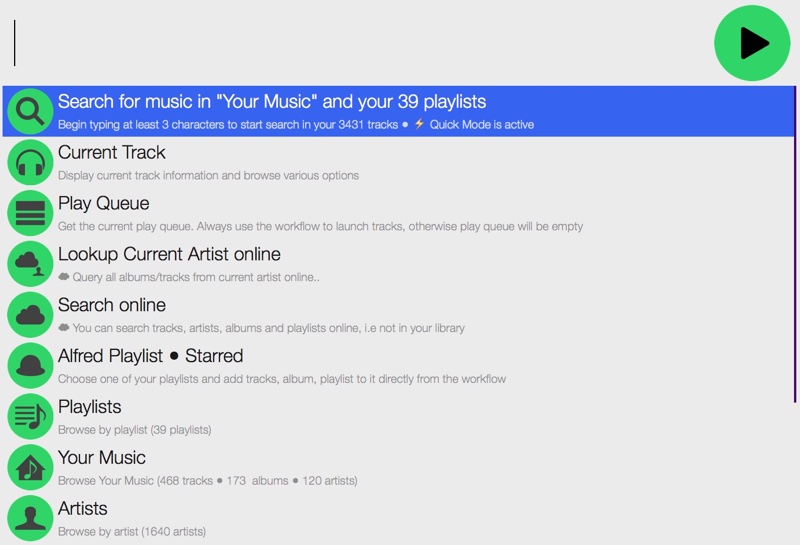 Search for music in "Your Music" and your 39 playlists
Begin typing at least 3 characters to start search in your 3431 tracks ● ⚡ Quick Mode is active
Current Track
Display current track information and browse various options
Play Queue
Get the current play queue. Always use the workflow to launch tracks, otherwise play queue will be empty
Lookup Current Artist online
☁ Query all albums/tracks from current artist online..
Search online
☁ You can search tracks, artists, albums and playlists online, i.e not in your library
Alfred Playlist ● Starred
Choose one of your playlists and add tracks, album, playlist to it directly from the workflow
Playlists
Browse by playlist (39 playlists)
Your Music
Browse Your Music (468 tracks ● 173 albums ● 120 artists)
Artists
Browse by artist (1640 artists)